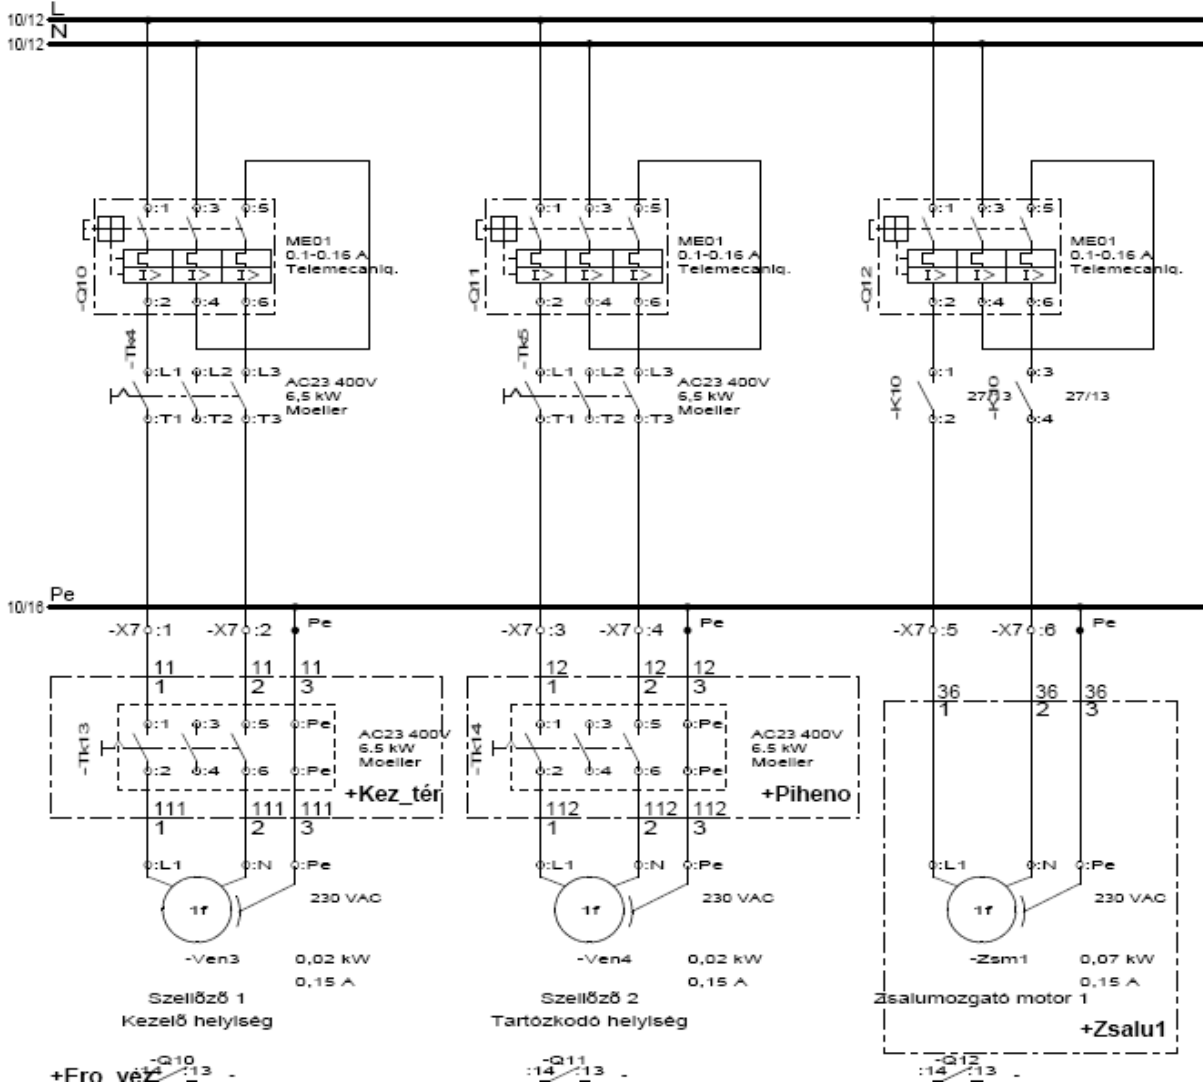 L
10/12
N
10/12
:1 :3 :5 :1 :3 :5 :1 :3 :5
ME01 ME01 ME01
0.1-0.16 A 0.1-0.16 A 0.1-0.16 A
Telemecaniq. Telemecaniq. Telemecaniq.
I> I> I> I> I> I> I> I> I>
-Q10 -Q11 -Q12
:2 :4 :6 :2 :4 :6 :2 :4 :6
-Tk4 -Tk5
:L1 :L2 :L3 :L1 :L2 :L3 :1 :3
AC23 400V AC23 400V
6,5 kW 6,5 kW -K10 27/13 -K10 27/13
Moeller Moeller
:T1 :T2 :T3 :T1 :T2 :T3 :2 :4
Pe
10/16
-X7 :1 -X7 :2 Pe -X7 :3 -X7 :4 Pe -X7 :5 -X7 :6 Pe
11 11 11 12 12 12
1 2 3 1 2 3
36 36 36
1 2 3
:1 :3 :5 :Pe :1 :3 :5 :Pe
-Tk13 AC23 400V -Tk14 AC23 400V
6.5 kW 6.5 kW
Moeller Moeller
:2 :4 :6 :Pe :2 :4 :6 :Pe
+Kez_tér +Piheno
111 111 111 112 112 112
1 2 3 1 2 3
:L1 :N :Pe :L1 :N :Pe :L1 :N :Pe
230 VAC 230 VAC 230 VAC
1f 1f 1f
-Ven3 0,02 kW -Ven4 0,02 kW -Zsm1 0,07 kW
0,15 A 0,15 A 0,15 A
Szellőző 1 Szellőző 2 Zsalumozgató motor 1
Kezelő helyiség Tartózkodó helyiség
+Zsalu1
-Q10 -Q11 -Q12
+Ero_vez :14 :13 - :14 :13 - :14 :13 -